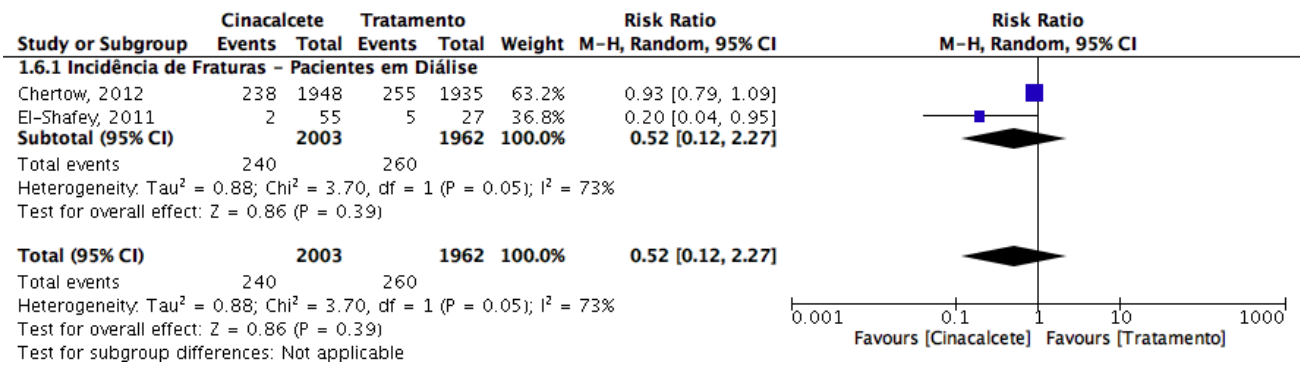 Cinacalcete Tratamento Risk Ratio Risk Ratio
Study or Subgroup Events Total Events Total Weight M-H, Random, 95% CI M-H, Random, 95% CI
1.6.1 Incidência de Fraturas - Pacientes em Diálise
Chertow, 2012 238 1948 255 1935 63.2% 0.93 [0.79, 1.09]
El-Shafey, 2011 2 55 5 27 36.8% 0.20 [0.04, 0.95]
Subtotal (95% CI) 2003 1962 100.0% 0.52 [0.12, 2.27]
Total events 240 260
Heterogeneity: Tau² = 0.88; Chi² = 3.70, df = 1 (P = 0.05); I² = 73%
Test for overall effect: Z = 0.86 (P = 0.39)
Total (95% CI) 2003 1962 100.0% 0.52 [0.12, 2.27]
Total events 240 260
Heterogeneity: Tau² = 0.88; Chi² = 3.70, df = 1 (P = 0.05); I² = 73%
Test for overall effect: Z = 0.86 (P = 0.39)
Test for subgroup differences: Not applicable
0.001 0.1 1 10 1000
Favours [Cinacalcete] Favours [Tratamento]